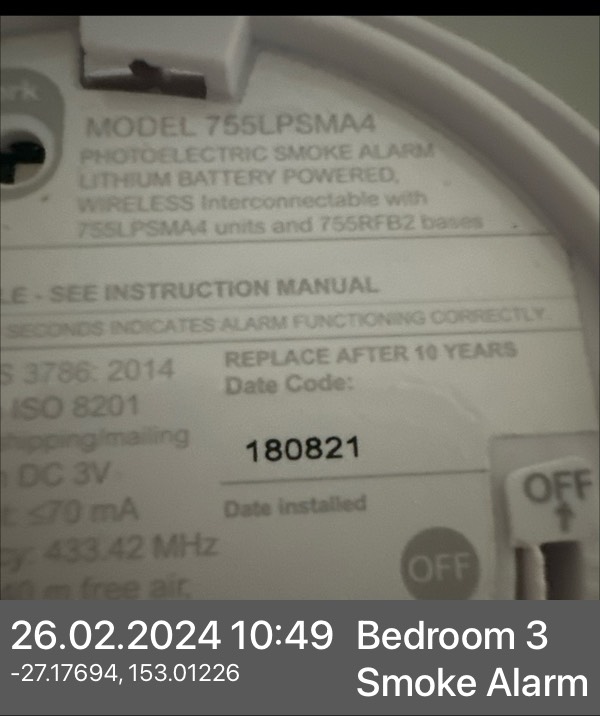 rk
MODEL 755LPSMA4
PHOTOELECTRIC SMOKE ALARM
LITHIUM BATTERY POWERED,
WIRELESS Interconnectable with
755LPSMA4 units and 755RFB2 bases
LE - SEE INSTRUCTION MANUAL
SECONDS INDICATES ALARM FUNCTIONING CORRECTLY.
S 3786: 2014
ISO 8201
shipping/mailing
DC 3V
≤70 mA
433.42 MHz
m free air,
REPLACE AFTER 10 YEARS
Date Code:
180821
Date installed
OFF
OFF
26.02.2024 10:49
-27.17694, 153.01226
Bedroom 3
Smoke Alarm